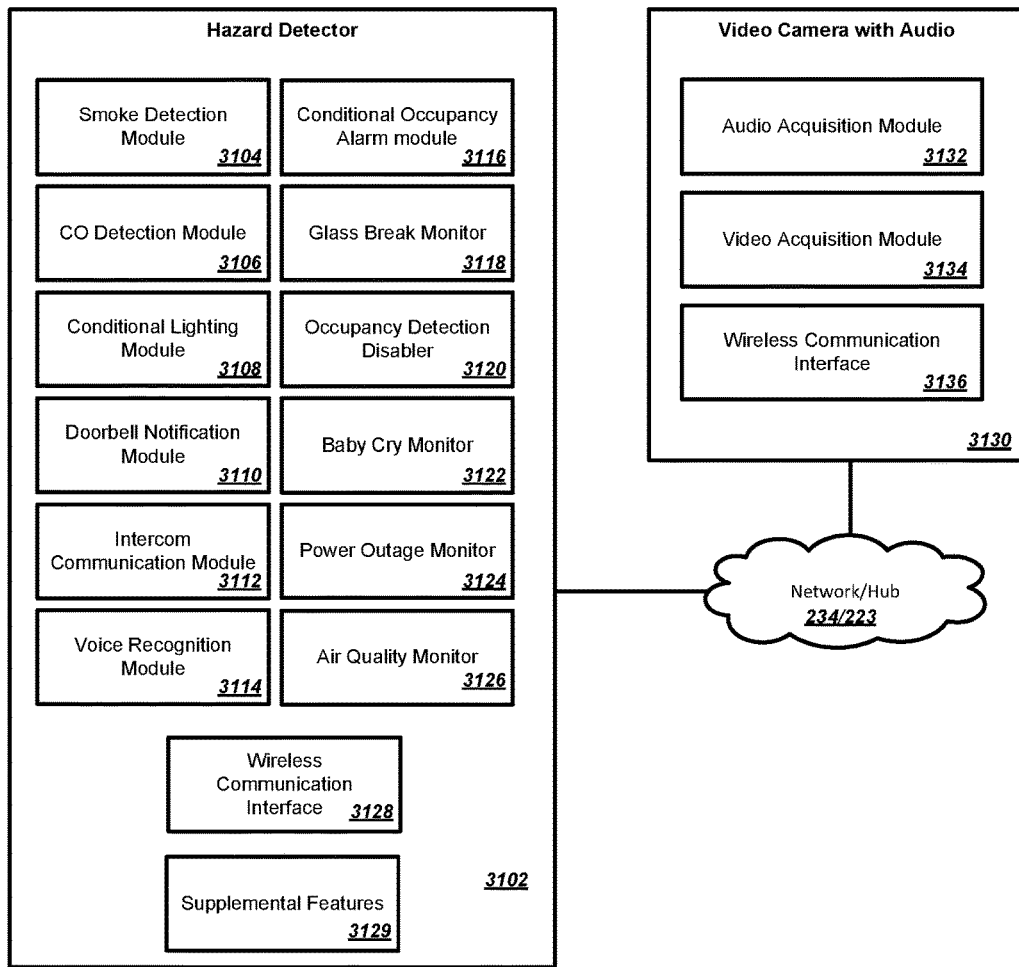 Hazard Detector
Smoke Detection
Module
3104
Conditional Occupancy
Alarm module
3116
CO Detection Module
3106
Glass Break Monitor
3118
Conditional Lighting
Module
3108
Occupancy Detection
Disabler
3120
Doorbell Notification
Module
3110
Baby Cry Monitor
3122
Intercom
Communication Module
3112
Power Outage Monitor
3124
Voice Recognition
Module
3114
Air Quality Monitor
3126
Wireless
Communication
Interface
3128
Supplemental Features
3129
3102
Video Camera with Audio
Audio Acquisition Module
3132
Video Acquisition Module
3134
Wireless Communication
Interface
3136
3130
Network/Hub
234/223